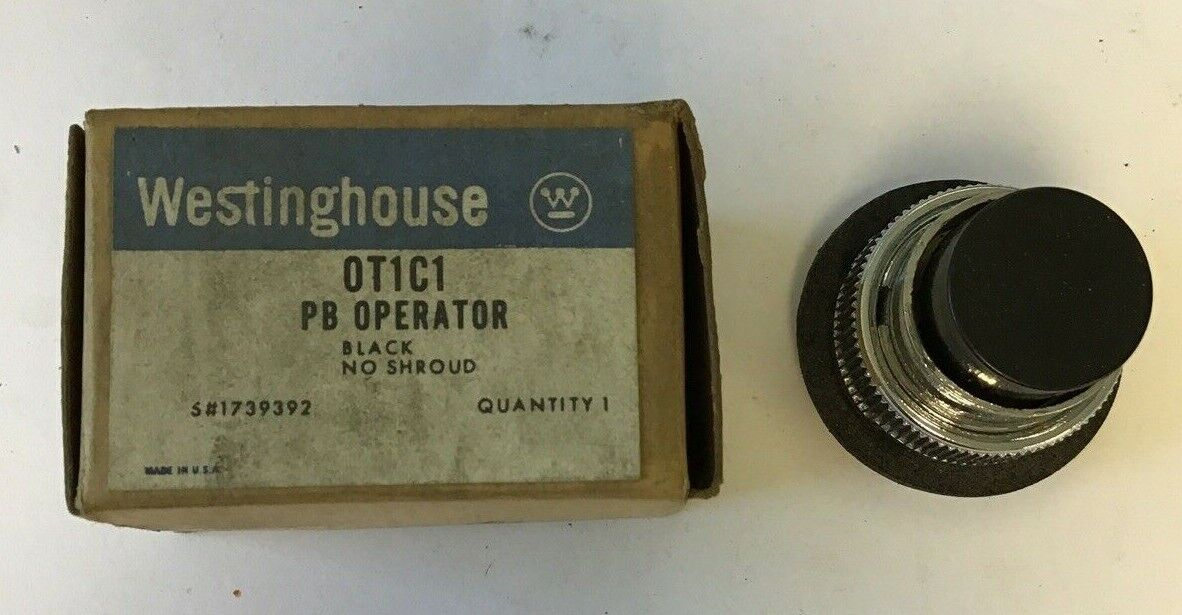 Westinghouse W
OT1C1
PB OPERATOR
BLACK
NO SHROUD
S#1739392 QUANTITY 1
MADE IN U.S.A.